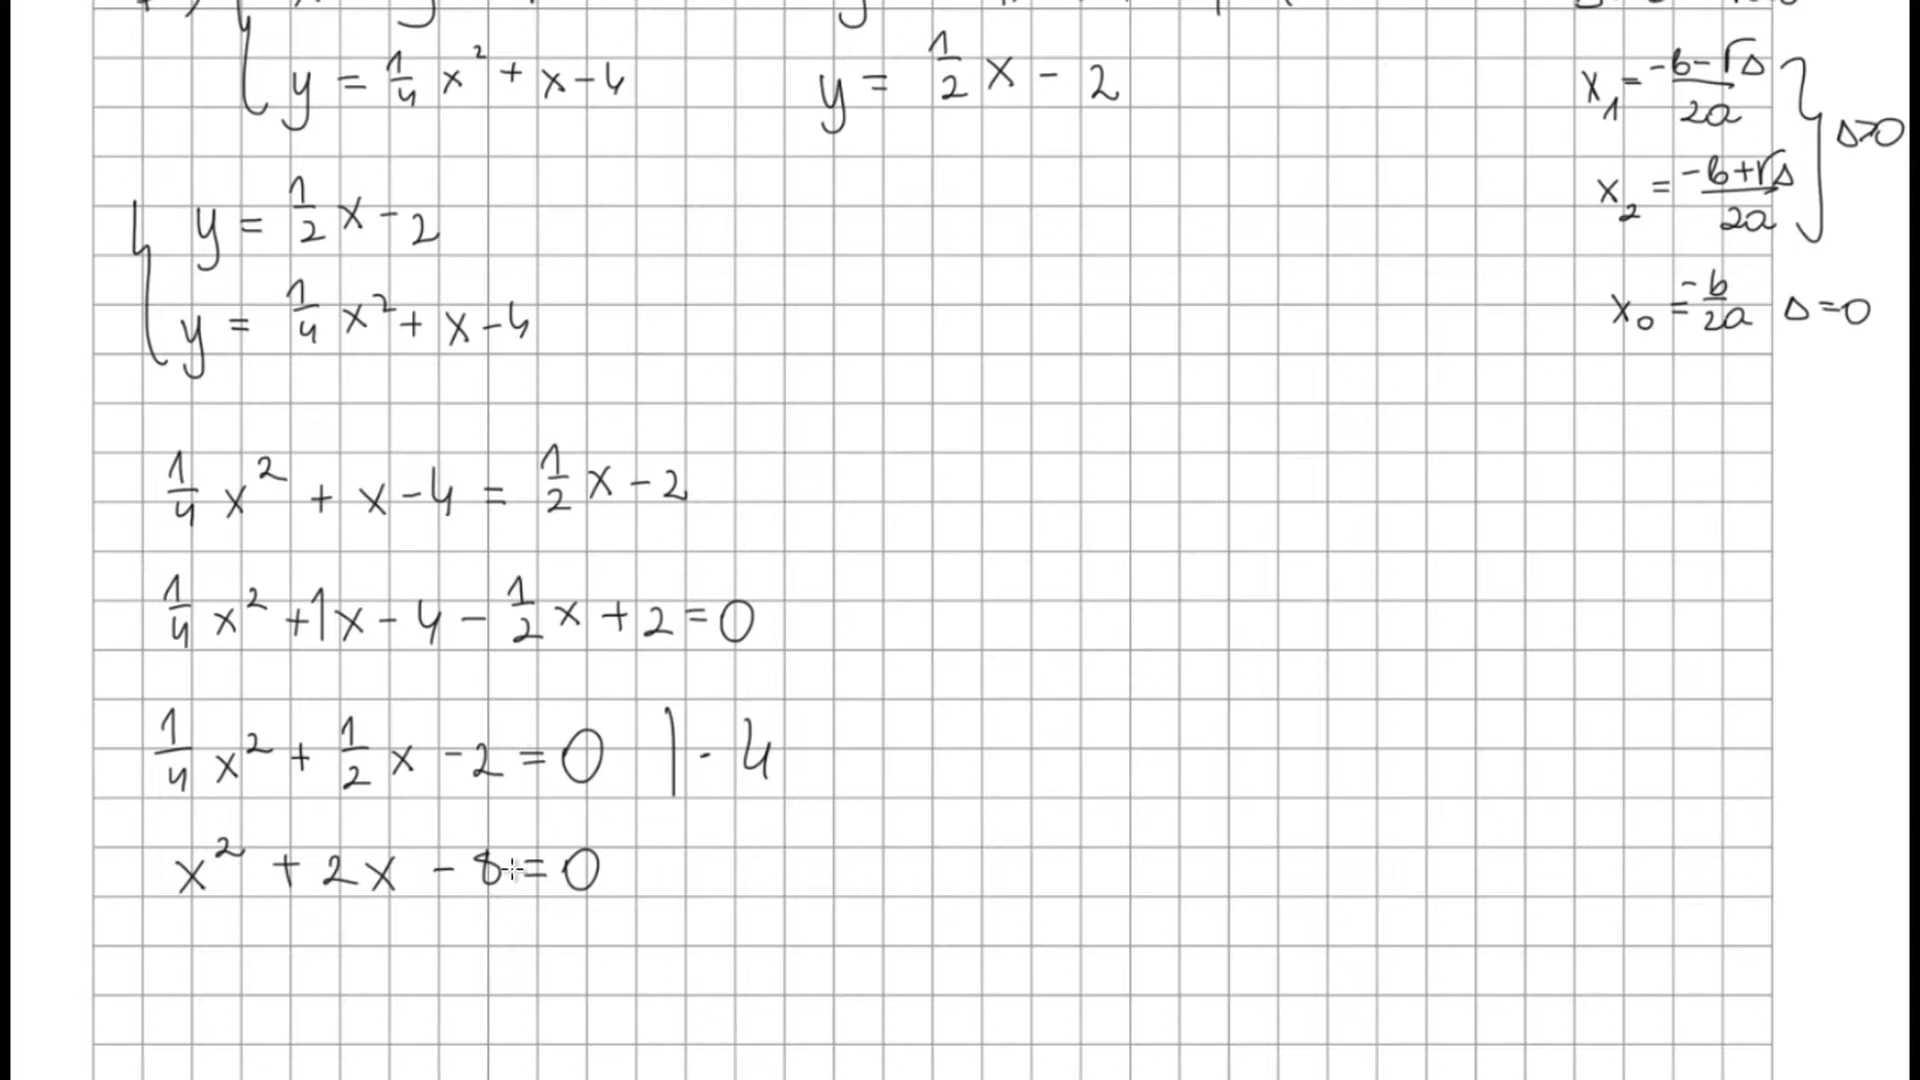 y = 1/4 x² + x - 4
y = 1/2 x - 2
y = 1/2 x - 2
y = 1/4 x² + x - 4
1/4 x² + x - 4 = 1/2 x - 2
1/4 x² + 1x - 4 - 1/2 x + 2 = 0
1/4 x² + 1/2 x - 2 = 0 | · 4
x² + 2x - 8 = 0
x₁ = (-b - √Δ)/2a
Δ>0
x₂ = (-b + √Δ)/2a
x₀ = -b/2a Δ = 0